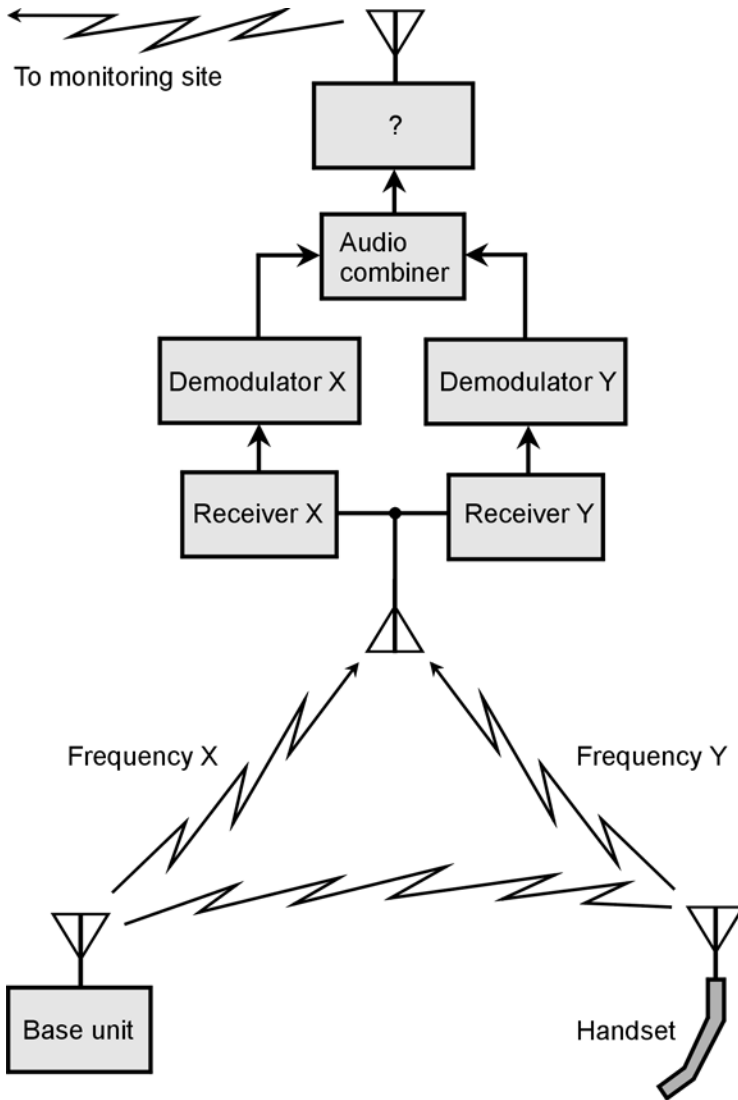 To monitoring site
?
Audio
combiner
Demodulator X
Demodulator Y
Receiver X
Receiver Y
Frequency X
Frequency Y
Base unit
Handset